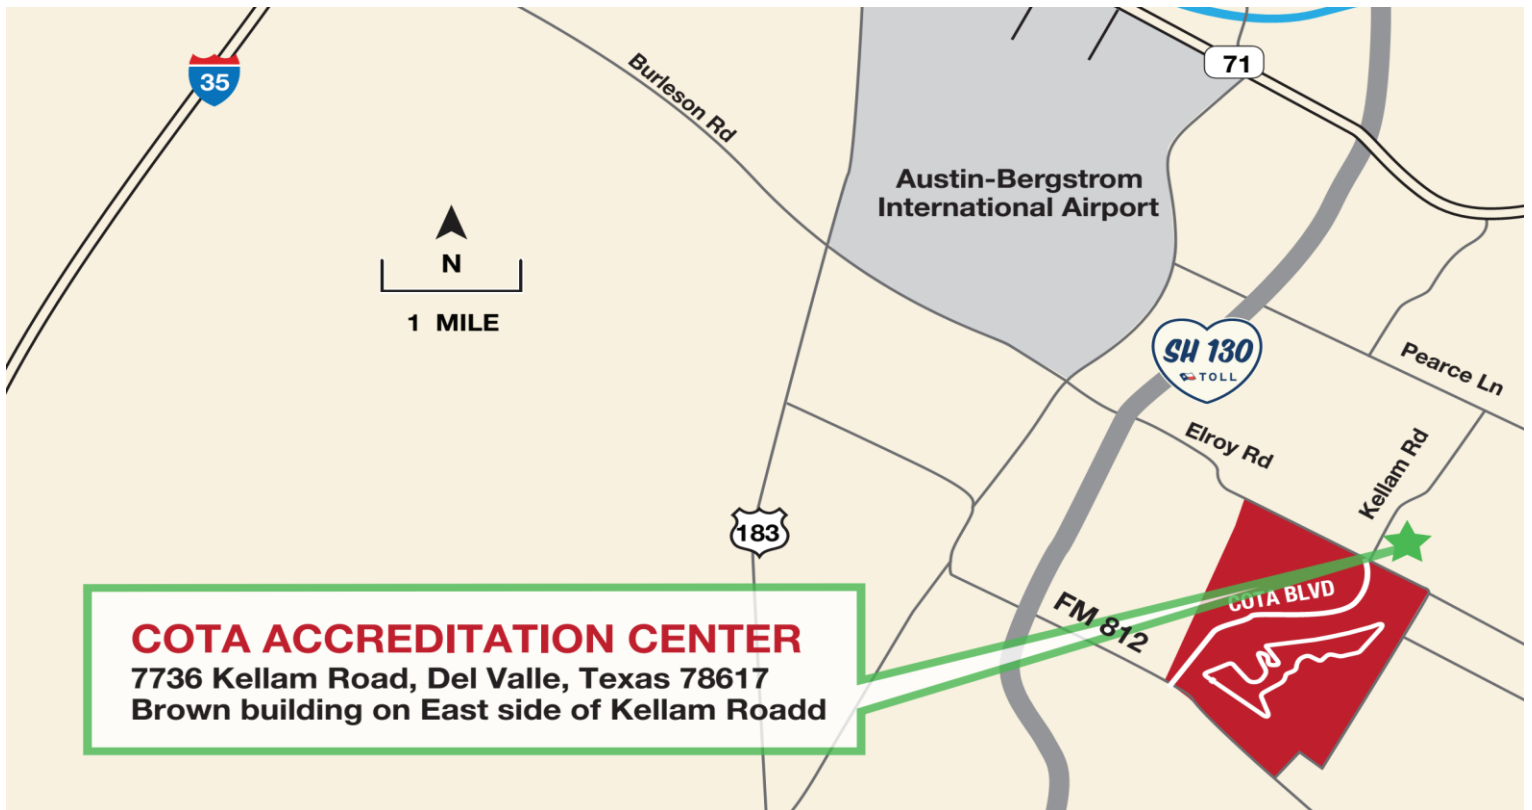 35
Burleson Rd
71
Austin-Bergstrom
International Airport
N
1 MILE
SH 130
TOLL
Pearce Ln
Elroy Rd
Kellam Rd
183
FM 812
COTA BLVD
COTA ACCREDITATION CENTER
7736 Kellam Road, Del Valle, Texas 78617
Brown building on East side of Kellam Roadd